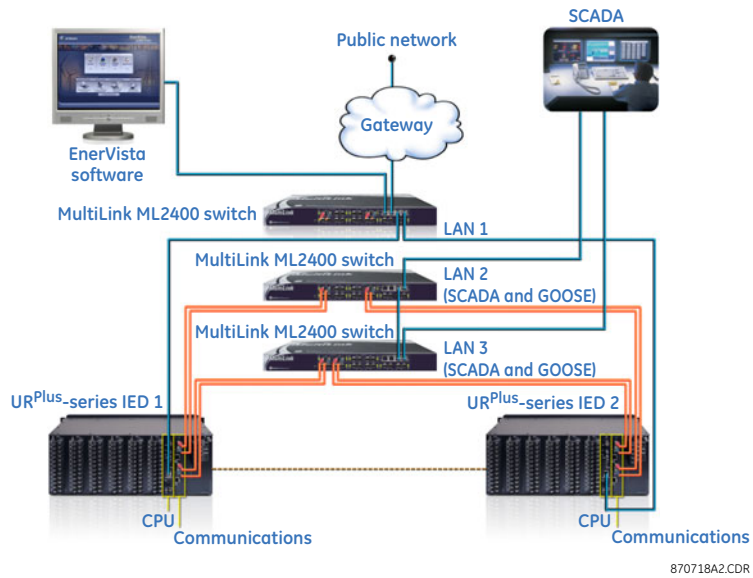 SCADA
Public network
Gateway
EnerVista
software
MultiLink ML2400 switch
LAN 1
MultiLink ML2400 switch
LAN 2
(SCADA and GOOSE)
MultiLink ML2400 switch
LAN 3
(SCADA and GOOSE)
URPlus-series IED 1
URPlus-series IED 2
CPU
Communications
CPU
Communications
870718A2.CDR